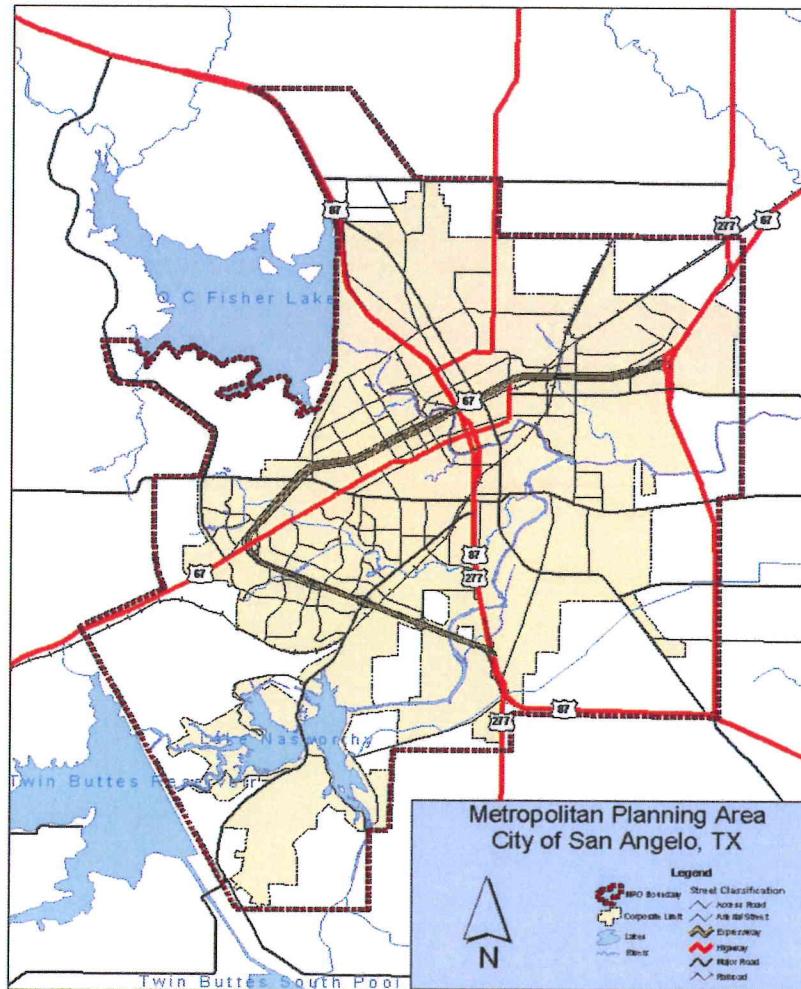 87
277
67
O C Fisher Lake
67
87
277
67
87
277
Lake Nasworthy
Twin Buttes Reservoir
Metropolitan Planning Area
City of San Angelo, TX
Legend
MPO Boundary
Corporate Limit
Lakes
Rivers
Street Classification
Access Road
Arterial Street
Expressway
Highway
Major Road
Railroad
N
Twin Buttes South Pool